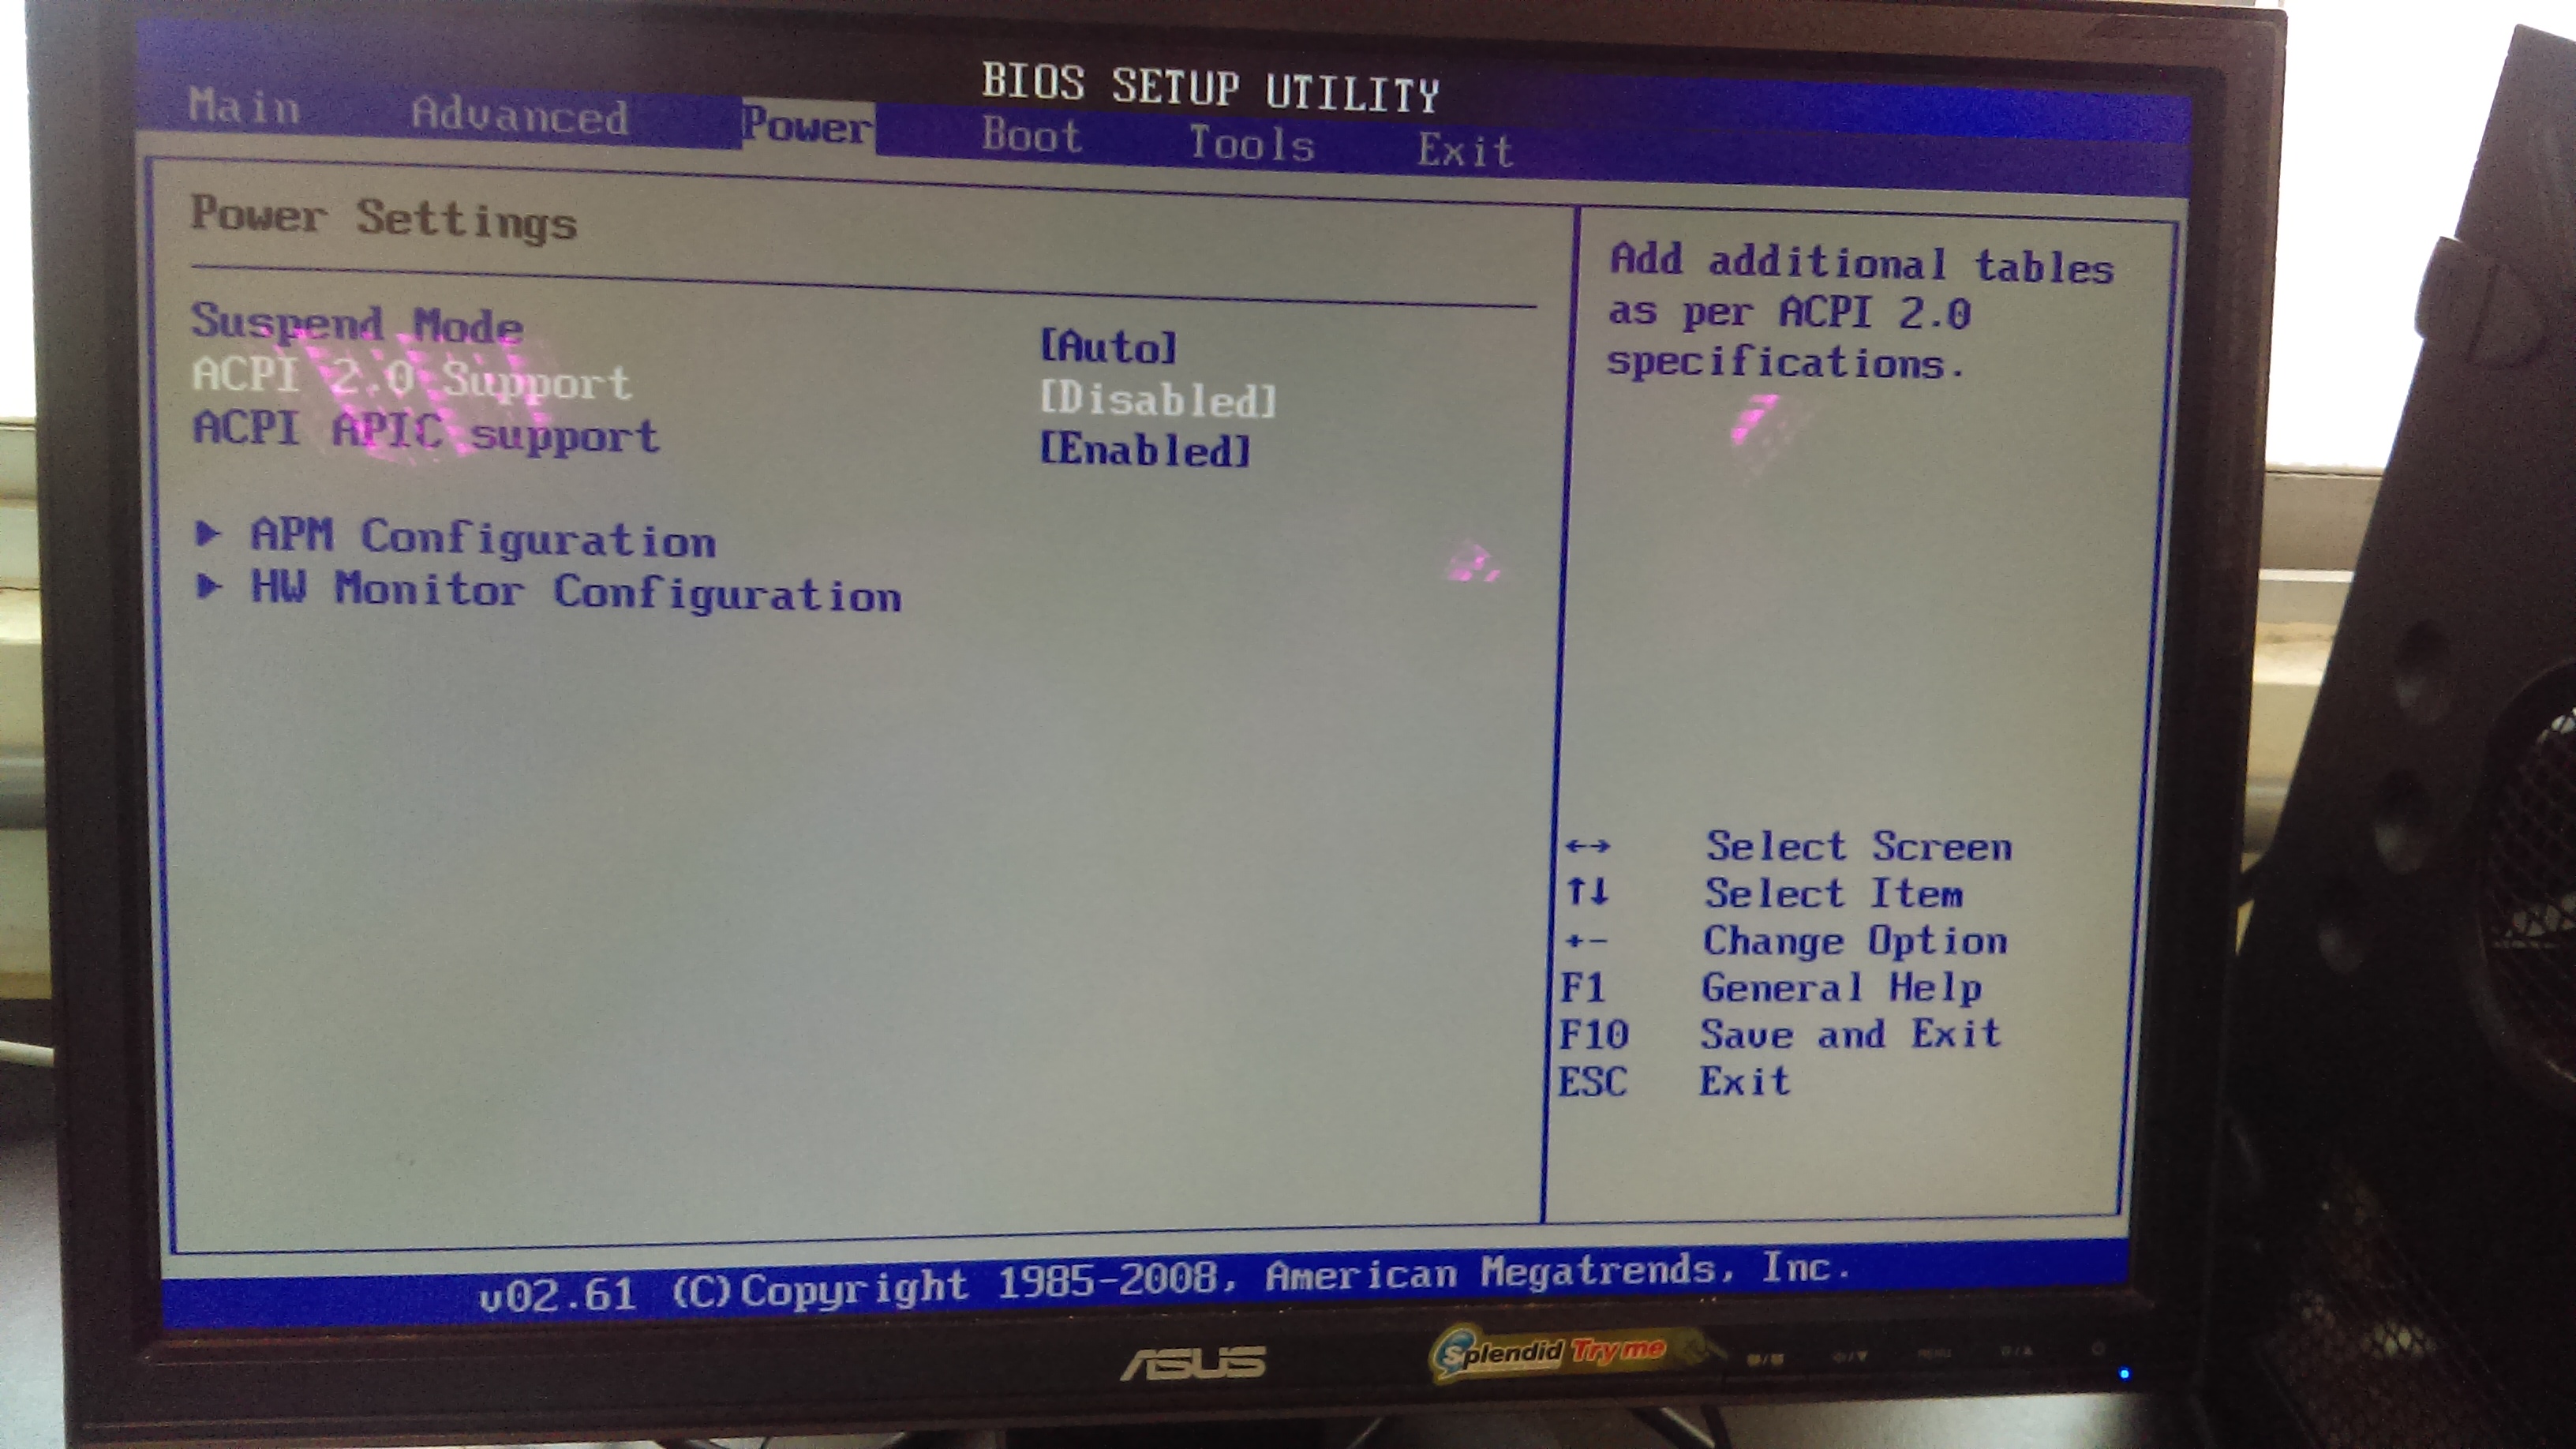 BIOS SETUP UTILITY
Main Advanced Power Boot Tools Exit
Power Settings
Suspend Mode [Auto]
ACPI 2.0 Support [Disabled]
ACPI APIC support [Enabled]
APM Configuration
HW Monitor Configuration
Add additional tables
as per ACPI 2.0
specifications.
←→ Select Screen
↑↓ Select Item
+- Change Option
F1 General Help
F10 Save and Exit
ESC Exit
v02.61 (C)Copyright 1985-2008, American Megatrends, Inc.
ASUS
Splendid Try me